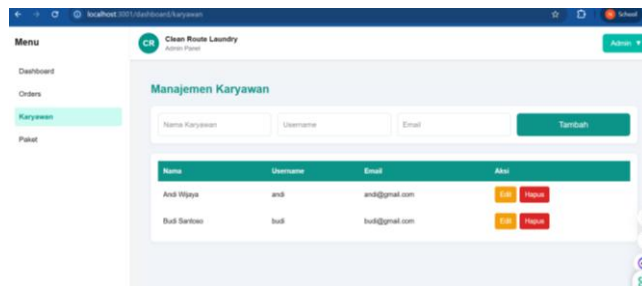 localhost:3001/dashboard/karyawan
School
Menu
CR
Clean Route Laundry
Admin Panel
Admin ▼
Dashboard
Orders
Karyawan
Paket
Manajemen Karyawan
Nama Karyawan Username Email Tambah
Nama Username Email Aksi
Andi Wijaya andi andi@gmail.com Edit Hapus
Budi Santoso budi budi@gmail.com Edit Hapus